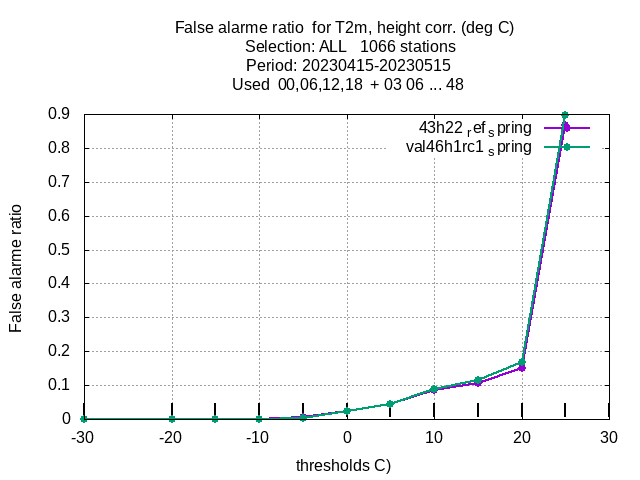 False alarme ratio  for T2m, height corr. (deg C)
Selection: ALL   1066 stations
Period: 20230415-20230515
Used  00,06,12,18  + 03 06 ... 48
43h22 ref spring
val46h1rc1 spring
0.9
0.8
0.7
0.6
0.5
0.4
0.3
0.2
0.1
0
False alarme ratio
-30 -20 -10 0 10 20 30
thresholds C)